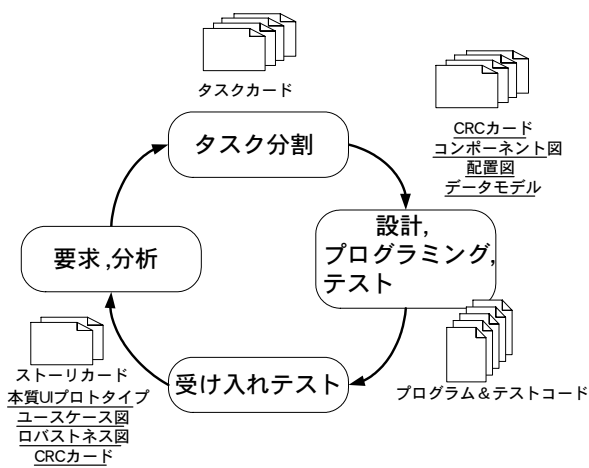 タスクカード
CRCカード
コンポーネント図
配置図
データモデル
タスク分割
設計,
プログラミング,
テスト
要求,分析
ストーリカード
本質UIプロトタイプ
ユースケース図
ロバストネス図
CRCカード
受け入れテスト
プログラム&テストコード